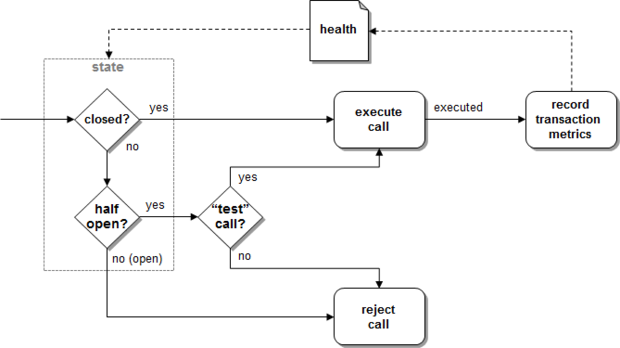 health
state
closed?
yes
execute
call
executed
record
transaction
metrics
no
half
open?
yes
"test"
call?
yes
no (open)
no
reject
call